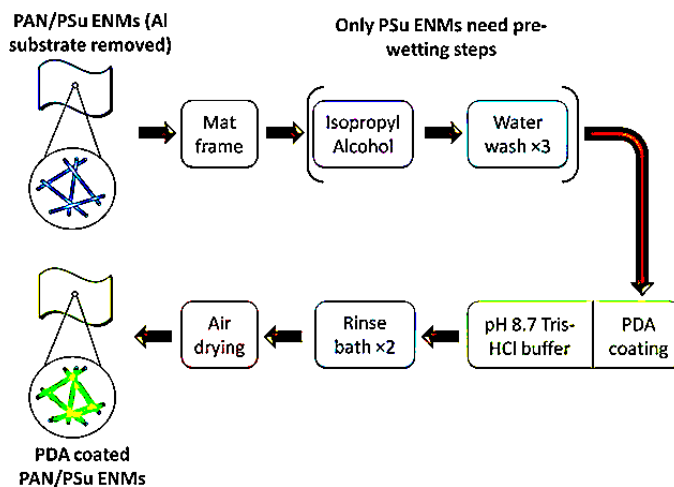 PAN/PSu ENMs (Al
substrate removed)
Only PSu ENMs need pre-
wetting steps
Mat
frame
Isopropyl
Alcohol
Water
wash ×3
pH 8.7 Tris-
HCl buffer
PDA
coating
Rinse
bath ×2
Air
drying
PDA coated
PAN/PSu ENMs